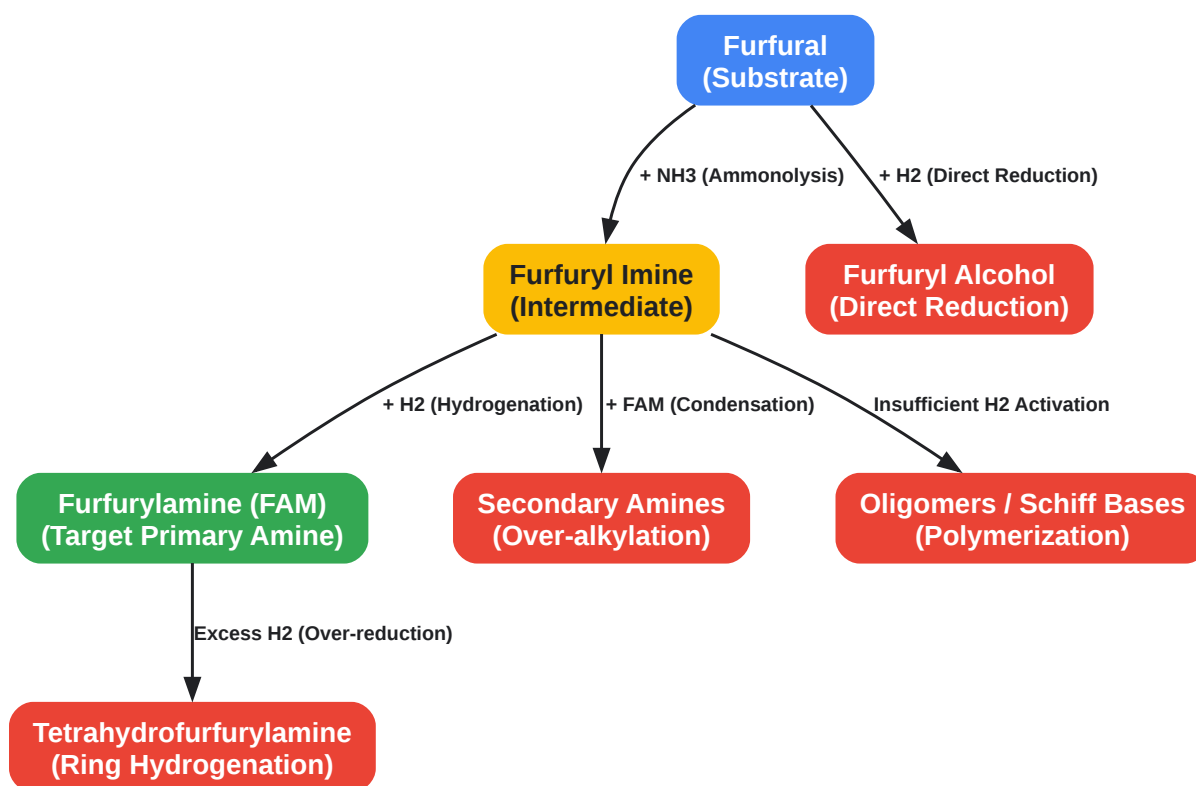 Furfural
(Substrate)
+ NH3 (Ammonolysis)
+ H2 (Direct Reduction)
Furfuryl Imine
(Intermediate)
Furfuryl Alcohol
(Direct Reduction)
+ H2 (Hydrogenation)
+ FAM (Condensation)
Insufficient H2 Activation
Furfurylamine (FAM)
(Target Primary Amine)
Secondary Amines
(Over-alkylation)
Oligomers / Schiff Bases
(Polymerization)
Excess H2 (Over-reduction)
Tetrahydrofurfurylamine
(Ring Hydrogenation)